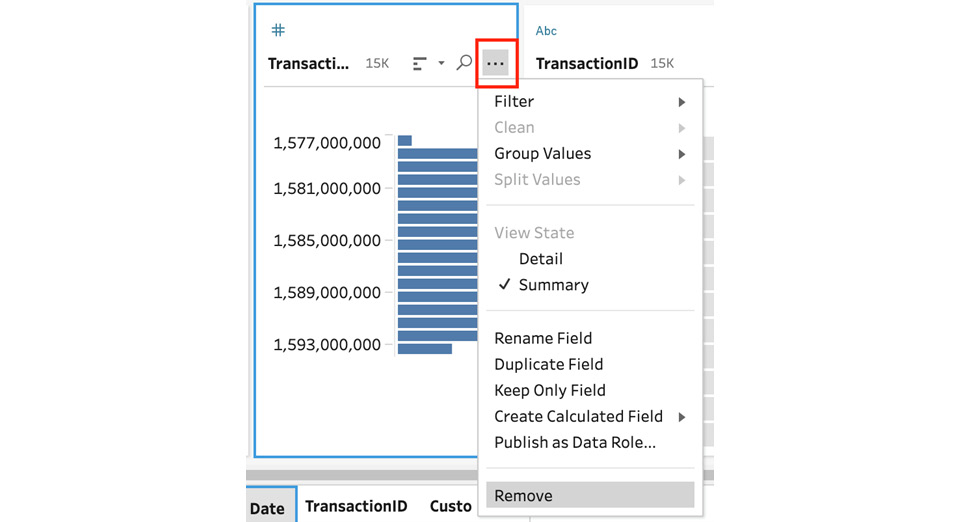 #
Abc
Transacti... 15K
...
TransactionID 15K
1,577,000,000
1,581,000,000
1,585,000,000
1,589,000,000
1,593,000,000
Filter
Clean
Group Values
Split Values
View State
Detail
✓ Summary
Rename Field
Duplicate Field
Keep Only Field
Create Calculated Field
Publish as Data Role...
Remove
Date TransactionID Custo